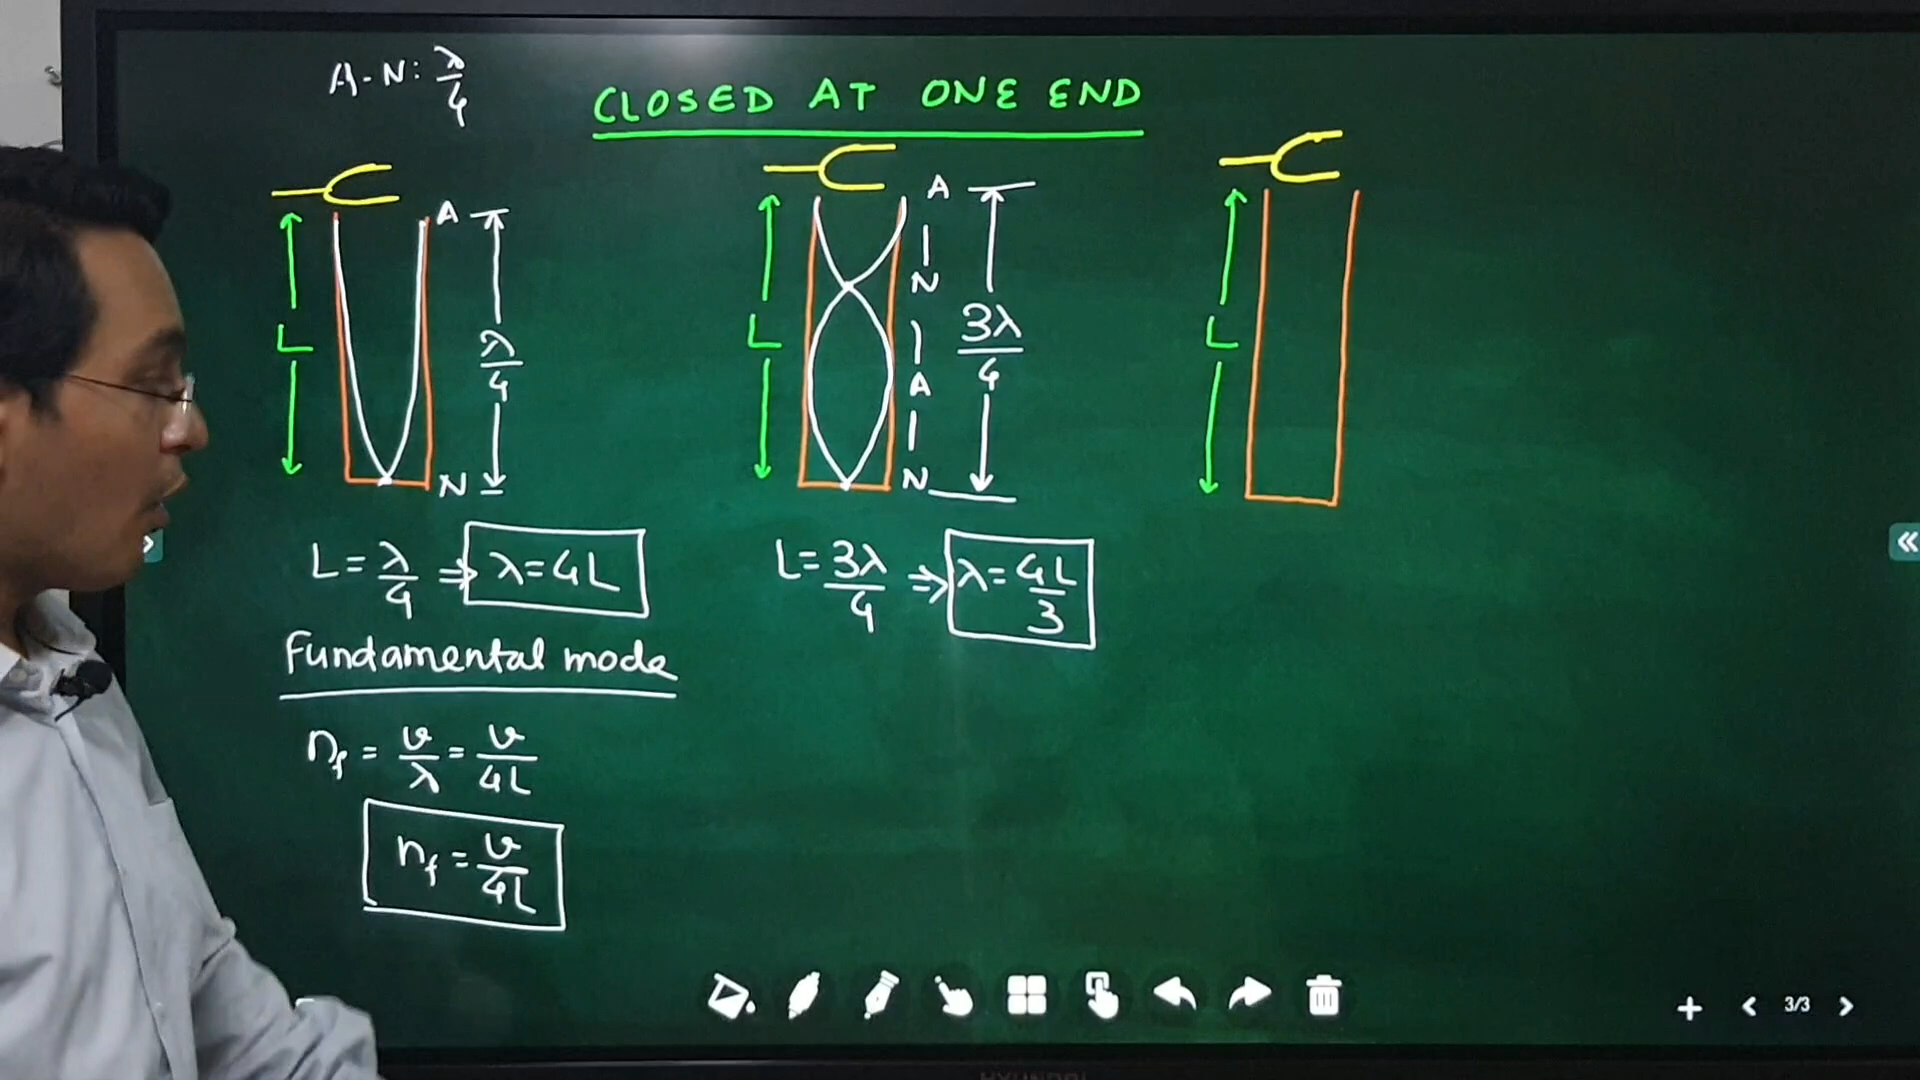 A-N: λ/4
CLOSED AT ONE END
A
L
λ/4
N
A
N
A
N
L
3λ/4
L
L = λ/4 ⇒ λ = 4L
L = 3λ/4 ⇒ λ = 4L/3
Fundamental mode
n_f = v/λ = v/4L
n_f = v/4L
3/3
HYUNDAI